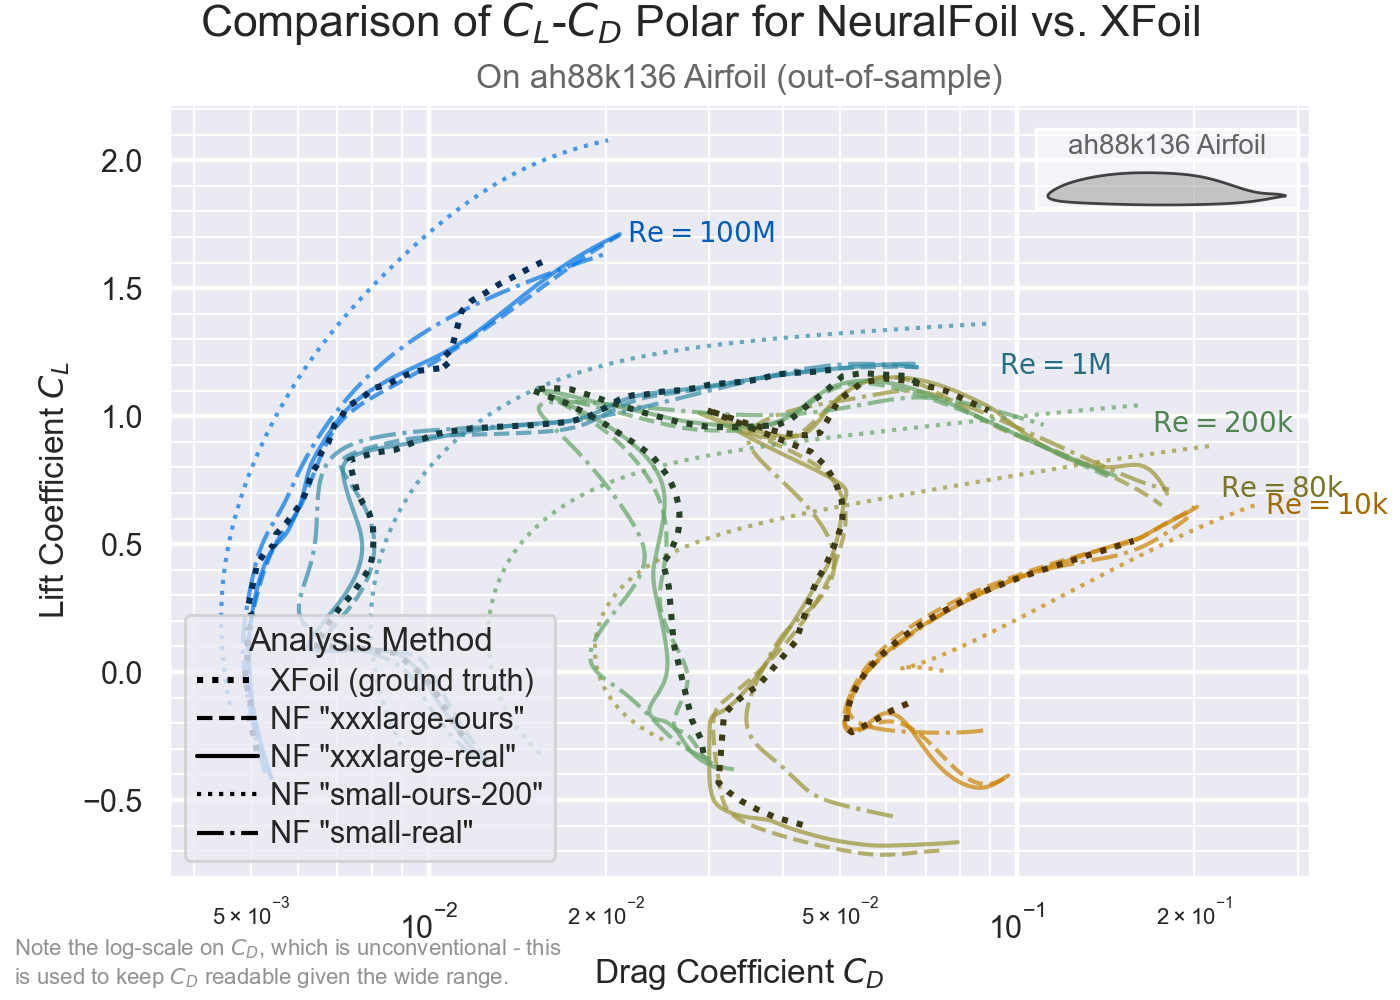 Comparison of C_L-C_D Polar for NeuralFoil vs. XFoil
On ah88k136 Airfoil (out-of-sample)
ah88k136 Airfoil
Lift Coefficient C_L
2.0
1.5
1.0
0.5
0.0
−0.5
Re = 100M
Re = 1M
Re = 200k
Re = 80k
Re = 10k
Analysis Method
XFoil (ground truth)
NF "xxxlarge-ours"
NF "xxxlarge-real"
NF "small-ours-200"
NF "small-real"
5 × 10⁻³
10⁻²
2 × 10⁻²
5 × 10⁻²
10⁻¹
2 × 10⁻¹
Drag Coefficient C_D
Note the log-scale on C_D, which is unconventional - this
is used to keep C_D readable given the wide range.